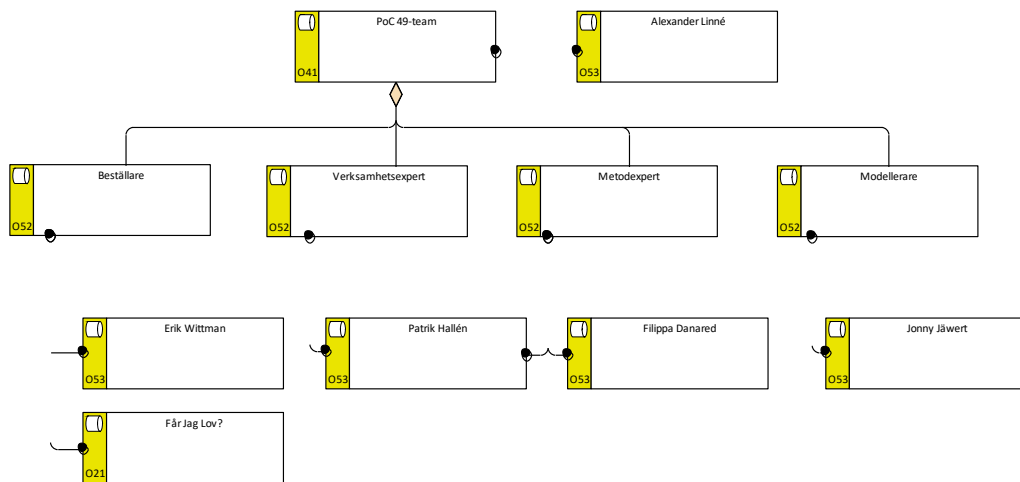 PoC 49-team
O41
Alexander Linné
O53
Beställare
O52
Verksamhetsexpert
O52
Metodexpert
O52
Modellerare
O52
Erik Wittman
O53
Patrik Hallén
O53
Filippa Danared
O53
Jonny Jäwert
O53
Får Jag Lov?
O21